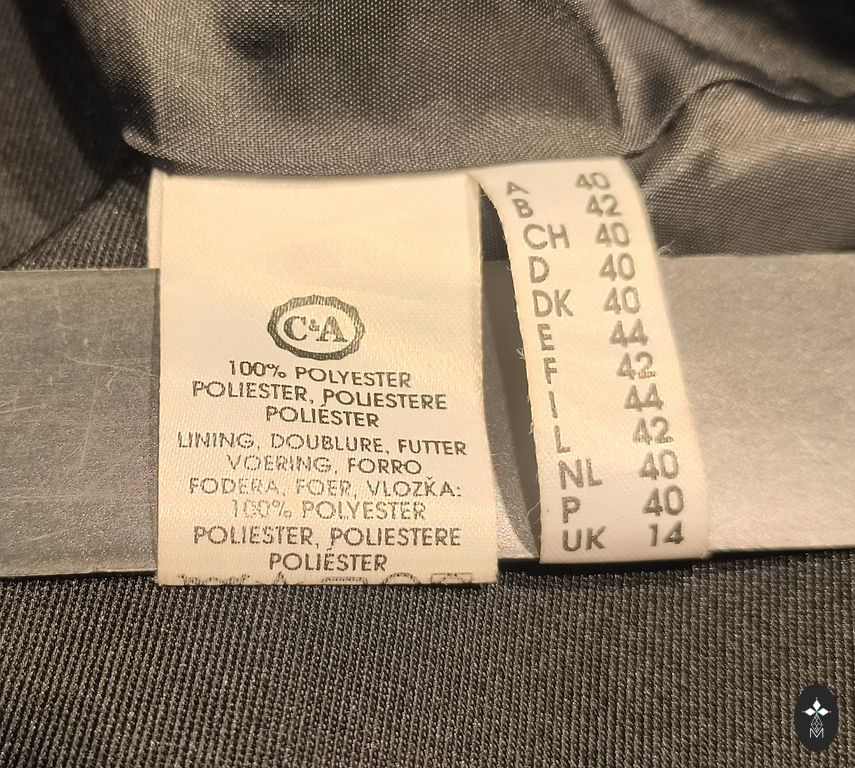 C&A
100% POLYESTER
POLIESTER, POLIESTERE
POLIÉSTER
LINING, DOUBLURE, FUTTER
VOERING, FORRO
FODERA, FOER, VLOZKA:
100% POLYESTER
POLIESTER, POLIESTERE
POLIÉSTER
A 40
B 42
CH 40
D 40
DK 40
E 44
F 42
I 44
L 42
NL 40
P 40
UK 14
M